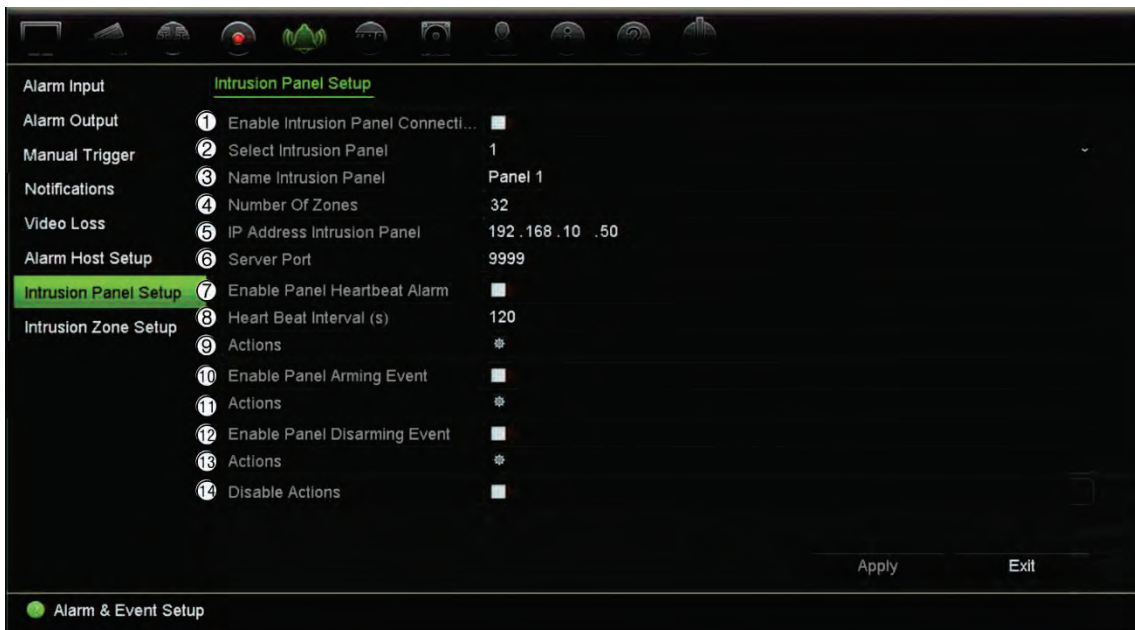 Alarm Input
Intrusion Panel Setup
Alarm Output
① Enable Intrusion Panel Connecti...
Manual Trigger
② Select Intrusion Panel 1
③ Name Intrusion Panel Panel 1
Notifications
④ Number Of Zones 32
Video Loss
⑤ IP Address Intrusion Panel 192 .168 .10 .50
Alarm Host Setup
⑥ Server Port 9999
Intrusion Panel Setup
⑦ Enable Panel Heartbeat Alarm
Intrusion Zone Setup
⑧ Heart Beat Interval (s) 120
⑨ Actions
⑩ Enable Panel Arming Event
⑪ Actions
⑫ Enable Panel Disarming Event
⑬ Actions
⑭ Disable Actions
Apply Exit
Alarm & Event Setup